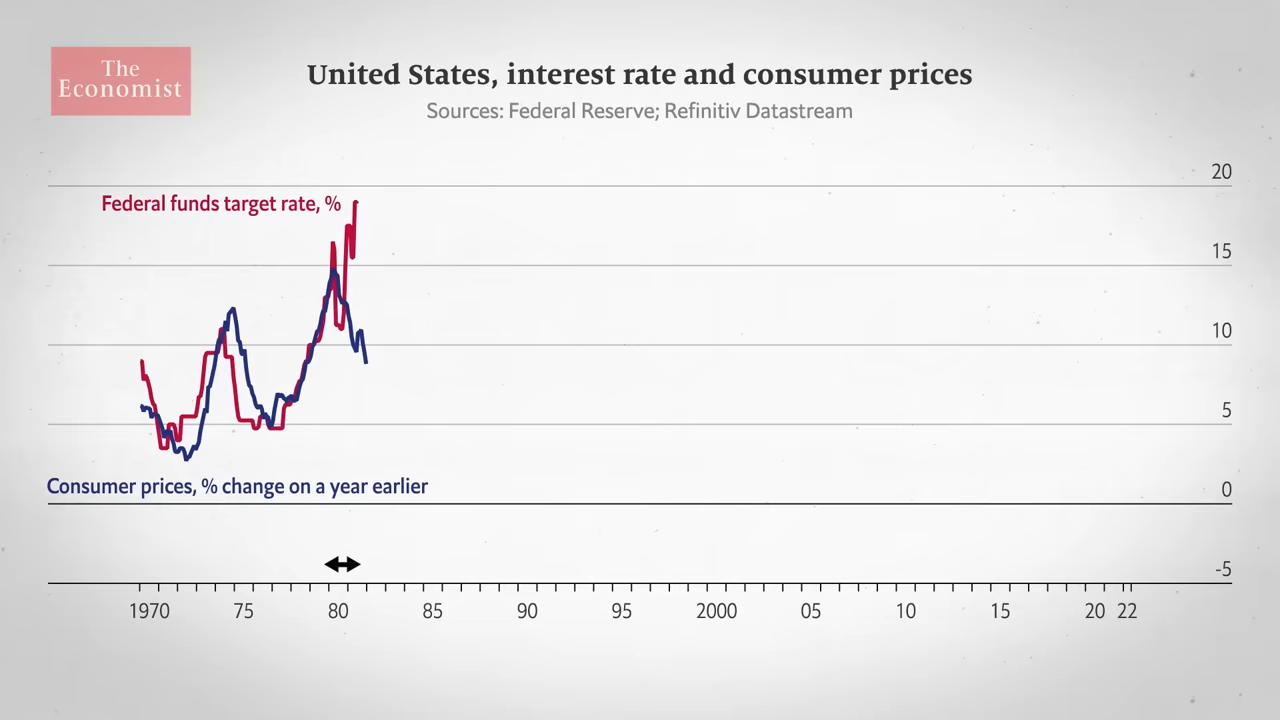 The
Economist
United States, interest rate and consumer prices
Sources: Federal Reserve; Refinitiv Datastream
20
Federal funds target rate, %
15
10
5
Consumer prices, % change on a year earlier
0
-5
1970 75 80 85 90 95 2000 05 10 15 20 22